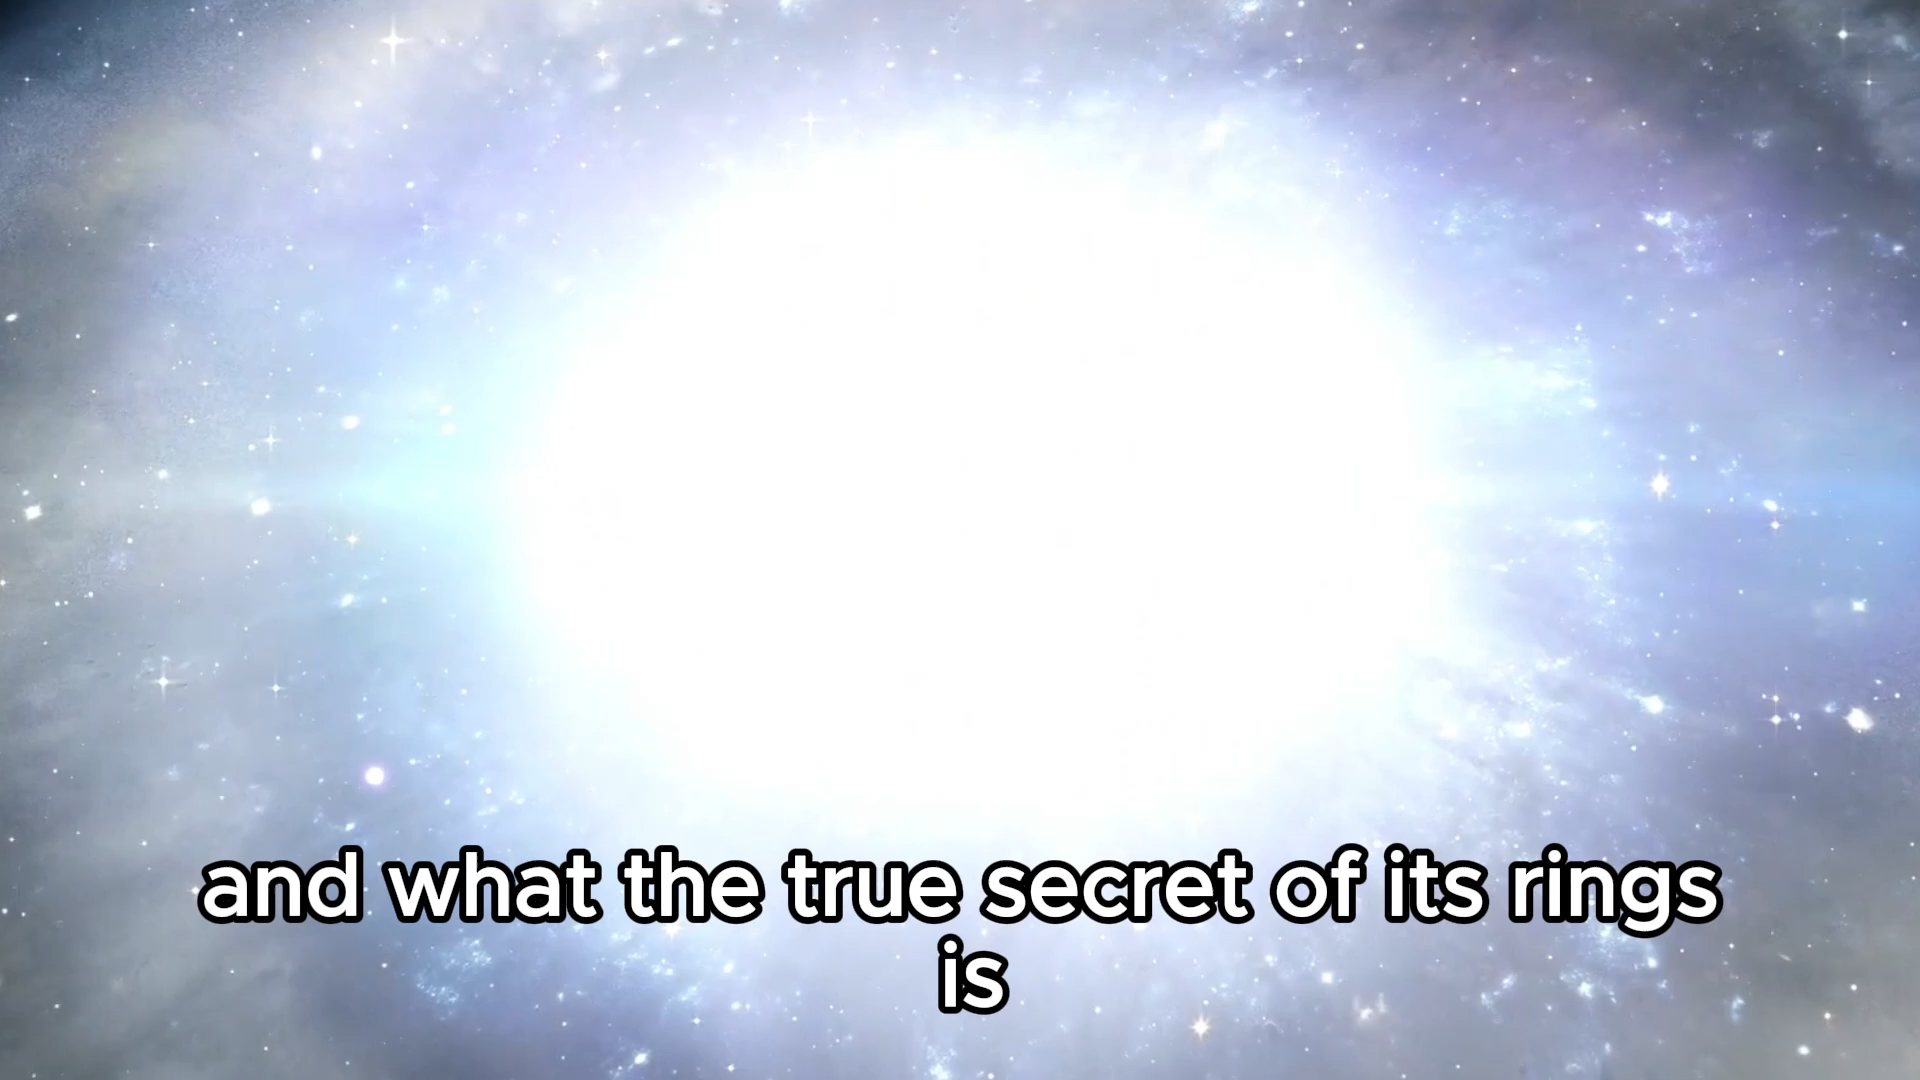 and what the true secret of its rings
is